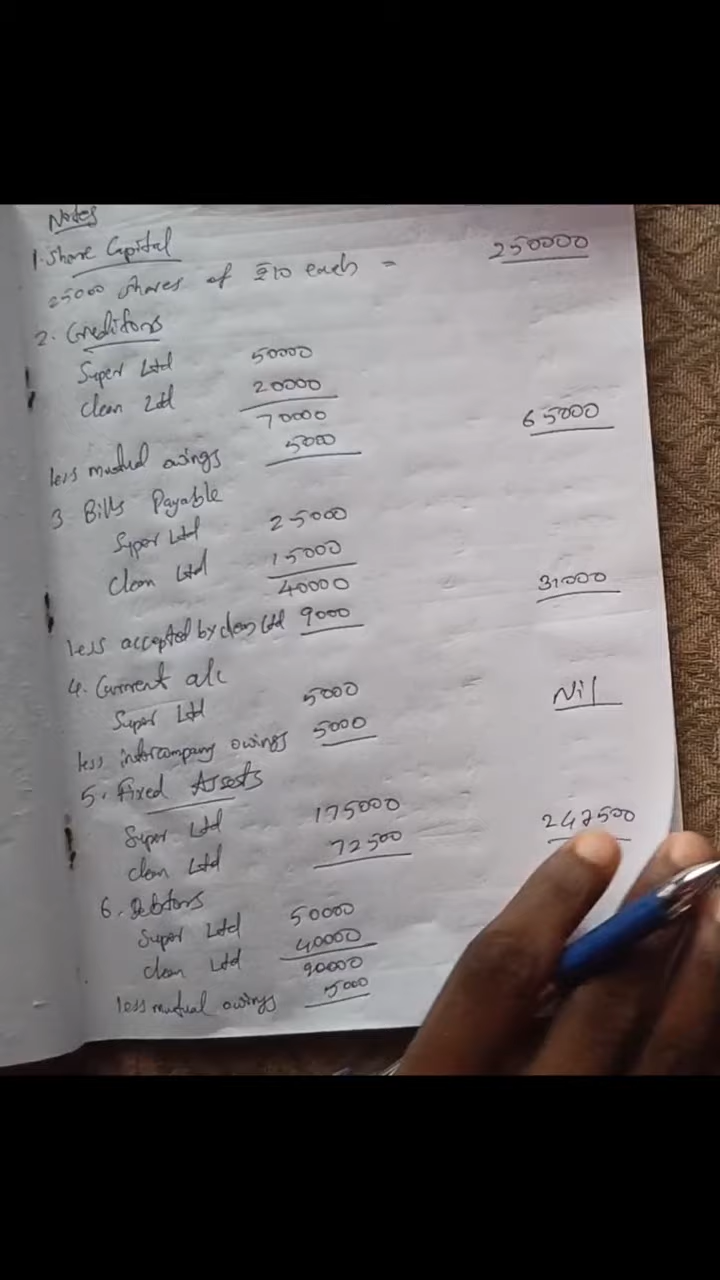 Notes
1. Share Capital
25000 shares of ₹10 each = 250000
2. Creditors
Super Ltd 50000
Clean Ltd 20000
70000
less mutual owings 5000 65000
3 Bills Payable
Super Ltd 25000
Clean Ltd 15000
40000
less accepted by clean Ltd 9000 31000
4. Current a/c
Super Ltd 5000
less intercompany owings 5000 Nil
5. Fixed Assets
Super Ltd 175000
Clean Ltd 72500 247500
6. Debtors
Super Ltd 50000
Clean Ltd 40000
90000
less mutual owings 5000